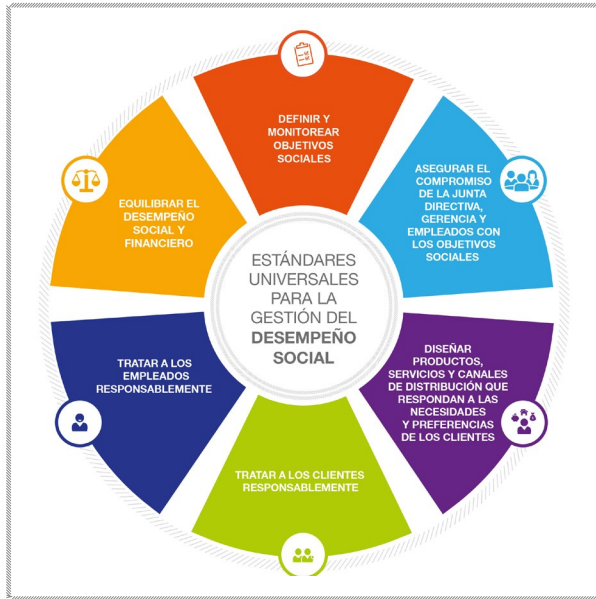 DEFINIR Y
MONITOREAR
OBJETIVOS
SOCIALES
ASEGURAR EL
COMPROMISO
DE LA JUNTA
DIRECTIVA,
GERENCIA Y
EMPLEADOS CON
LOS OBJETIVOS
SOCIALES
DISEÑAR
PRODUCTOS,
SERVICIOS Y CANALES
DE DISTRIBUCIÓN QUE
RESPONDAN A LAS
NECESIDADES
Y PREFERENCIAS
DE LOS CLIENTES
TRATAR A LOS CLIENTES
RESPONSABLEMENTE
TRATAR A LOS
EMPLEADOS
RESPONSABLEMENTE
EQUILIBRAR EL
DESEMPEÑO
SOCIAL Y
FINANCIERO
ESTÁNDARES
UNIVERSALES
PARA LA
GESTIÓN DEL
DESEMPEÑO
SOCIAL